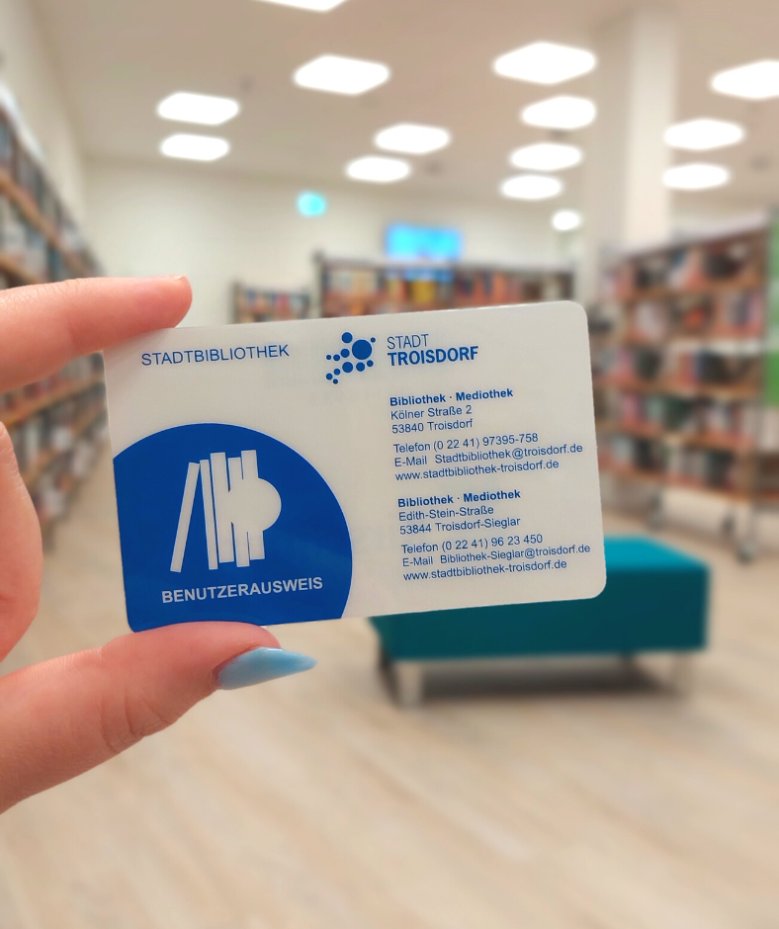 STADTBIBLIOTHEK
STADT
TROISDORF
Bibliothek · Mediothek
Kölner Straße 2
53840 Troisdorf
Telefon (0 22 41) 97395-758
E-Mail Stadtbibliothek@troisdorf.de
www.stadtbibliothek-troisdorf.de
Bibliothek · Mediothek
Edith-Stein-Straße
53844 Troisdorf-Sieglar
Telefon (0 22 41) 96 23 450
E-Mail Bibliothek-Sieglar@troisdorf.de
www.stadtbibliothek-troisdorf.de
BENUTZERAUSWEIS